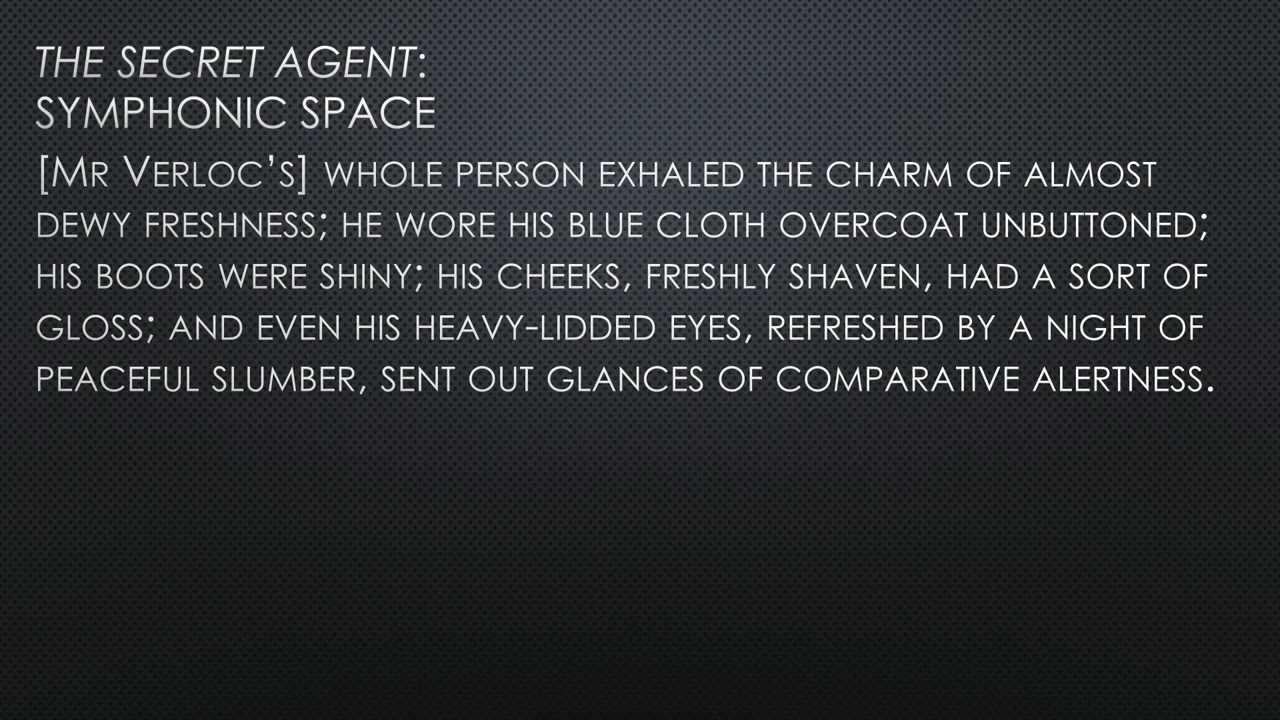 THE SECRET AGENT:
SYMPHONIC SPACE
[Mr Verloc’s] whole person exhaled the charm of almost
dewy freshness; he wore his blue cloth overcoat unbuttoned;
his boots were shiny; his cheeks, freshly shaven, had a sort of
gloss; and even his heavy-lidded eyes, refreshed by a night of
peaceful slumber, sent out glances of comparative alertness.